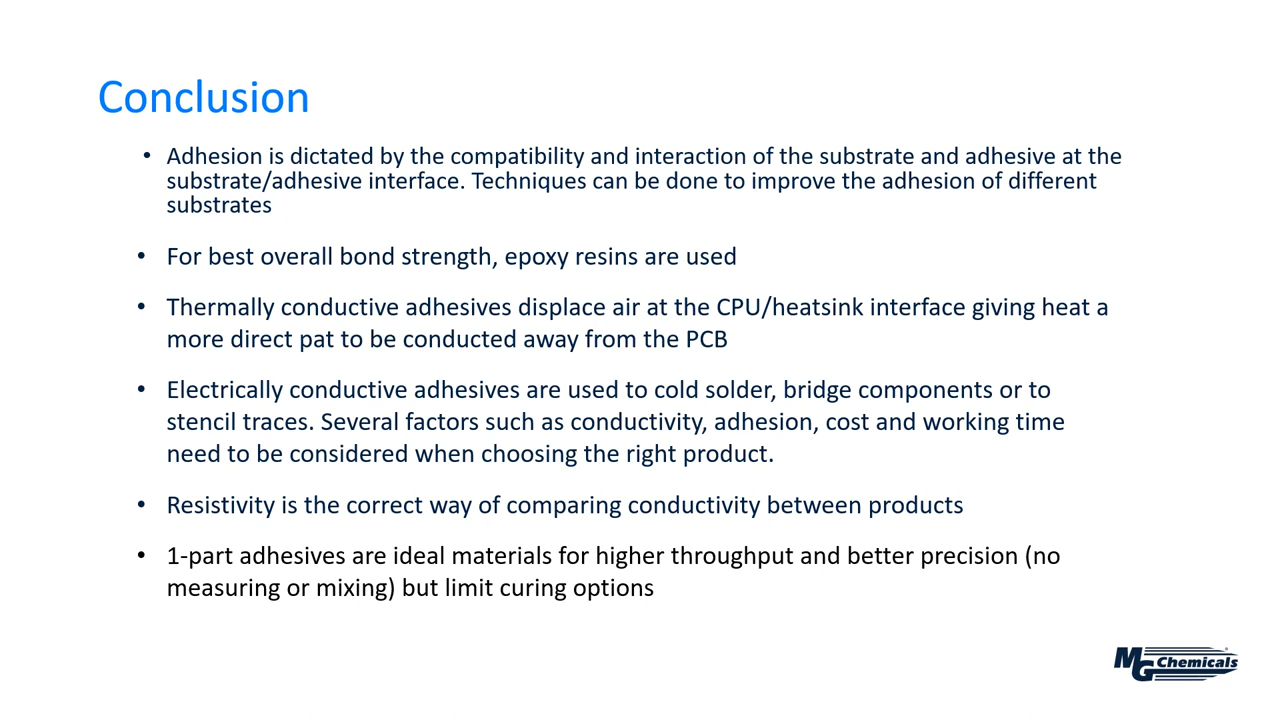 Conclusion
• Adhesion is dictated by the compatibility and interaction of the substrate and adhesive at the
substrate/adhesive interface. Techniques can be done to improve the adhesion of different
substrates
• For best overall bond strength, epoxy resins are used
• Thermally conductive adhesives displace air at the CPU/heatsink interface giving heat a
more direct pat to be conducted away from the PCB
• Electrically conductive adhesives are used to cold solder, bridge components or to
stencil traces. Several factors such as conductivity, adhesion, cost and working time
need to be considered when choosing the right product.
• Resistivity is the correct way of comparing conductivity between products
• 1-part adhesives are ideal materials for higher throughput and better precision (no
measuring or mixing) but limit curing options
MG Chemicals